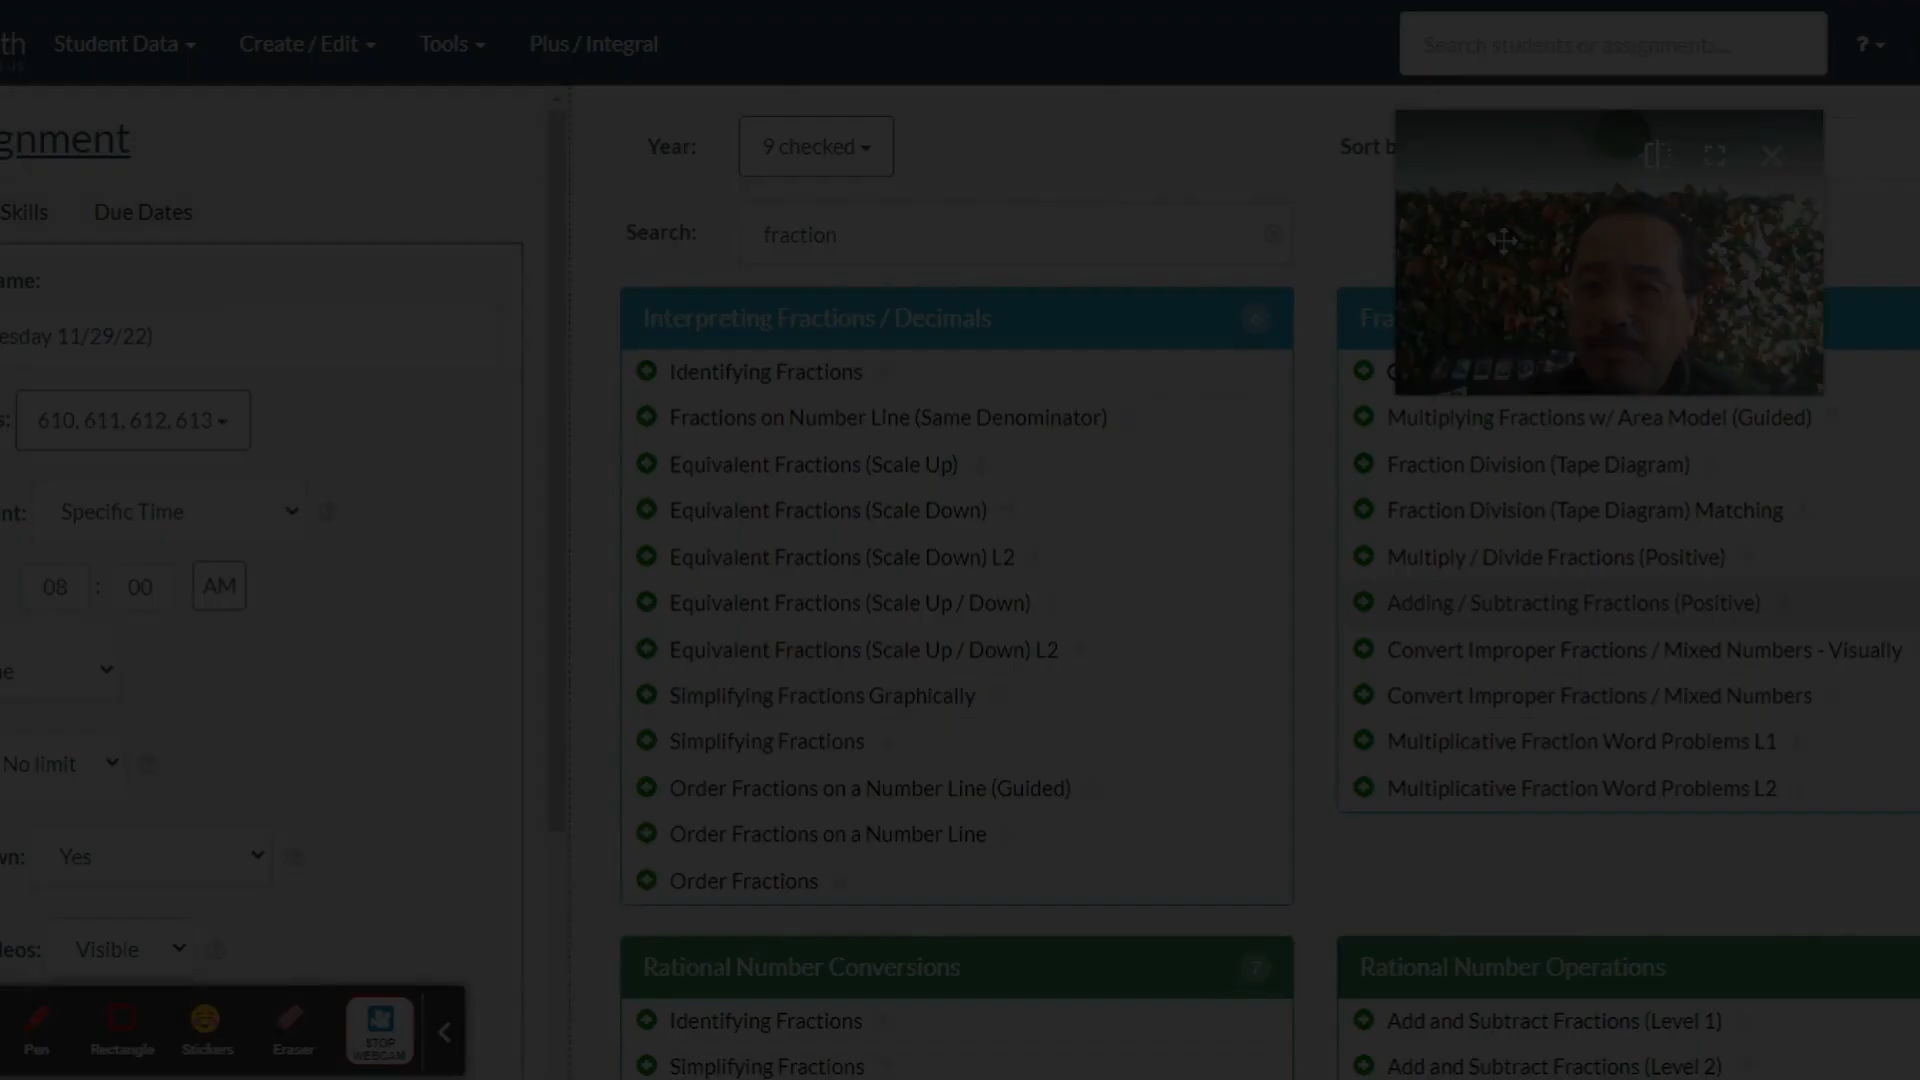 th Student Data Create / Edit Tools Plus / Integral Search students or assignments... ?
gnment
Skills Due Dates
ame:
esday 11/29/22)
s: 610, 611, 612, 613
nt: Specific Time
08 : 00 AM
ne
No limit
wn: Yes
leos: Visible
Pen Rectangle Stickers Eraser STOP WEBCAM
Year: 9 checked Sort b
Search: fraction
Interpreting Fractions / Decimals 6
Identifying Fractions
Fractions on Number Line (Same Denominator)
Equivalent Fractions (Scale Up)
Equivalent Fractions (Scale Down)
Equivalent Fractions (Scale Down) L2
Equivalent Fractions (Scale Up / Down)
Equivalent Fractions (Scale Up / Down) L2
Simplifying Fractions Graphically
Simplifying Fractions
Order Fractions on a Number Line (Guided)
Order Fractions on a Number Line
Order Fractions
Fra
Multiplying Fractions w/ Area Model (Guided)
Fraction Division (Tape Diagram)
Fraction Division (Tape Diagram) Matching
Multiply / Divide Fractions (Positive)
Adding / Subtracting Fractions (Positive)
Convert Improper Fractions / Mixed Numbers - Visually
Convert Improper Fractions / Mixed Numbers
Multiplicative Fraction Word Problems L1
Multiplicative Fraction Word Problems L2
Rational Number Conversions 7
Identifying Fractions
Simplifying Fractions
Rational Number Operations
Add and Subtract Fractions (Level 1)
Add and Subtract Fractions (Level 2)